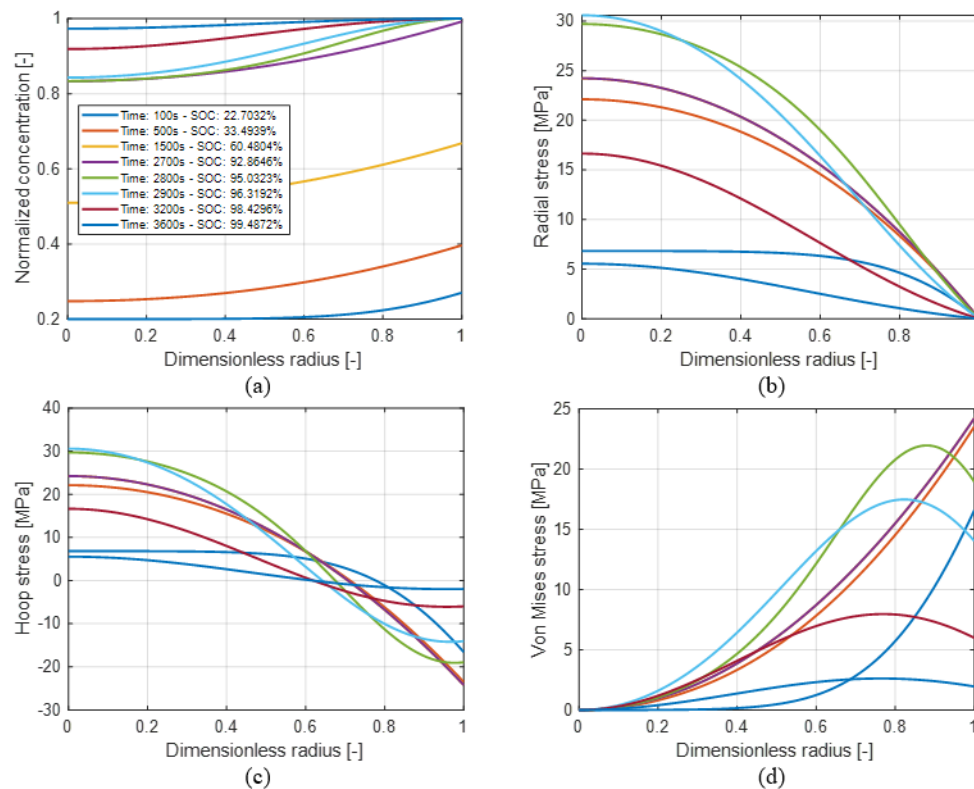 Normalized concentration [-]
1
0.8
0.6
0.4
0.2
Time: 100s - SOC: 22.7032%
Time: 500s - SOC: 33.4939%
Time: 1500s - SOC: 60.4804%
Time: 2700s - SOC: 92.8646%
Time: 2800s - SOC: 95.0323%
Time: 2900s - SOC: 96.3192%
Time: 3200s - SOC: 98.4296%
Time: 3600s - SOC: 99.4872%
0 0.2 0.4 0.6 0.8 1
Dimensionless radius [-]
(a)
Radial stress [MPa]
30
25
20
15
10
5
0
0 0.2 0.4 0.6 0.8
Dimensionless radius [-]
(b)
Hoop stress [MPa]
40
30
20
10
0
-10
-20
-30
0 0.2 0.4 0.6 0.8 1
Dimensionless radius [-]
(c)
Von Mises stress [MPa]
25
20
15
10
5
0
0 0.2 0.4 0.6 0.8 1
Dimensionless radius [-]
(d)